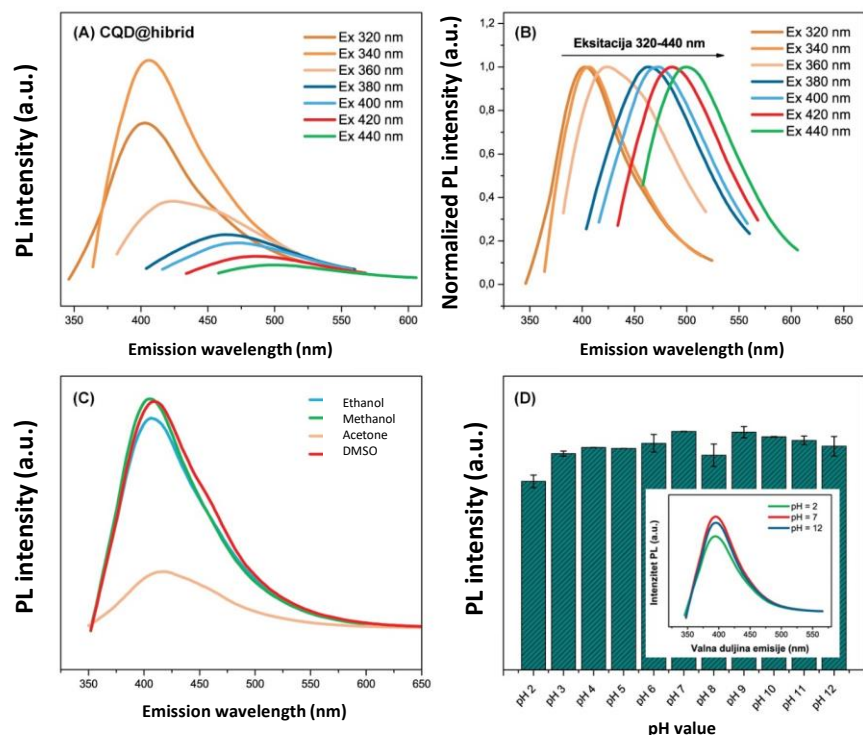 (A) CQD@hibrid
Ex 320 nm
Ex 340 nm
Ex 360 nm
Ex 380 nm
Ex 400 nm
Ex 420 nm
Ex 440 nm
PL intensity (a.u.)
350 400 450 500 550 600
Emission wavelength (nm)
(B)
Eksitacija 320-440 nm
Ex 320 nm
Ex 340 nm
Ex 360 nm
Ex 380 nm
Ex 400 nm
Ex 420 nm
Ex 440 nm
Normalized PL intensity (a.u.)
1,2
1,0
0,8
0,6
0,4
0,2
0,0
350 400 450 500 550 600 650 700
Emission wavelength (nm)
(C)
Ethanol
Methanol
Acetone
DMSO
PL intensity (a.u.)
350 400 450 500 550 600 650
Emission wavelength (nm)
(D)
PL intensity (a.u.)
pH = 2
pH = 7
pH = 12
Intenzitet PL (a.u.)
350 400 450 500 550
Valna duljina emisije (nm)
pH 2 pH 3 pH 4 pH 5 pH 6 pH 7 pH 8 pH 9 pH 10 pH 11 pH 12
pH value